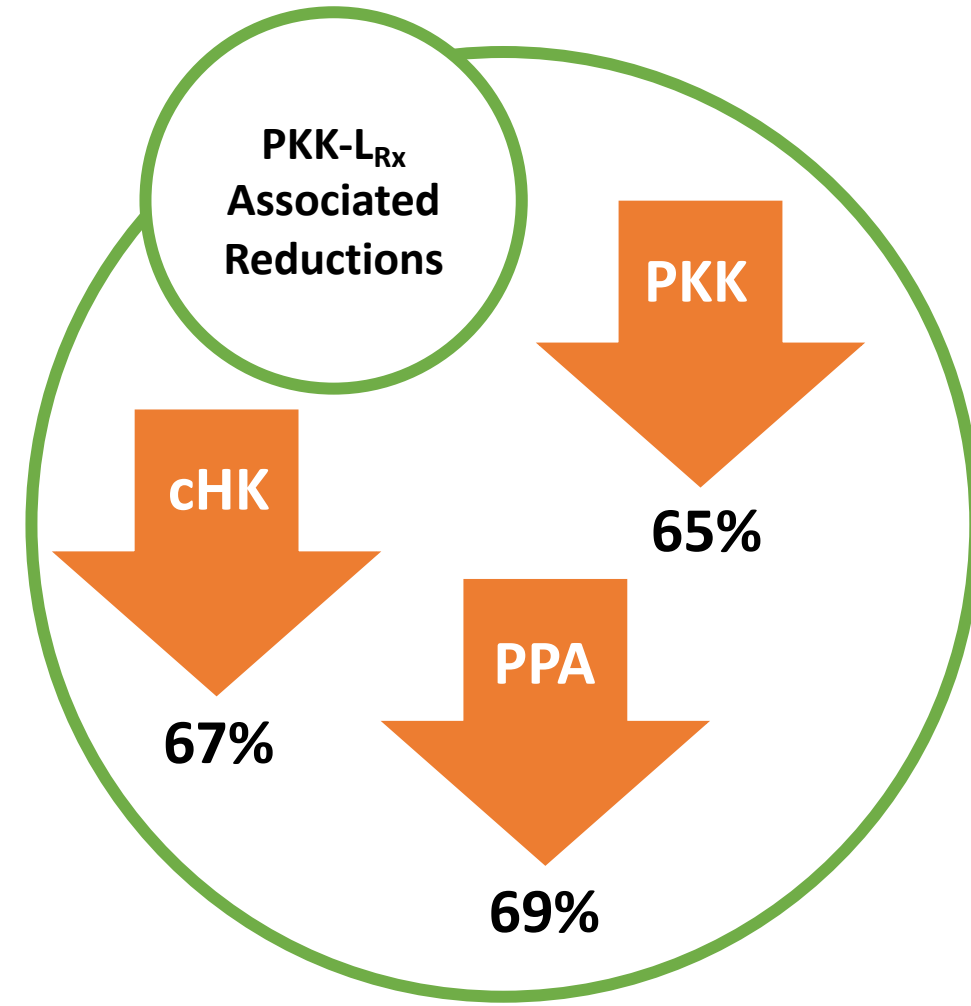 PKK-LRx
Associated
Reductions
PKK
65%
cHK
67%
PPA
69%